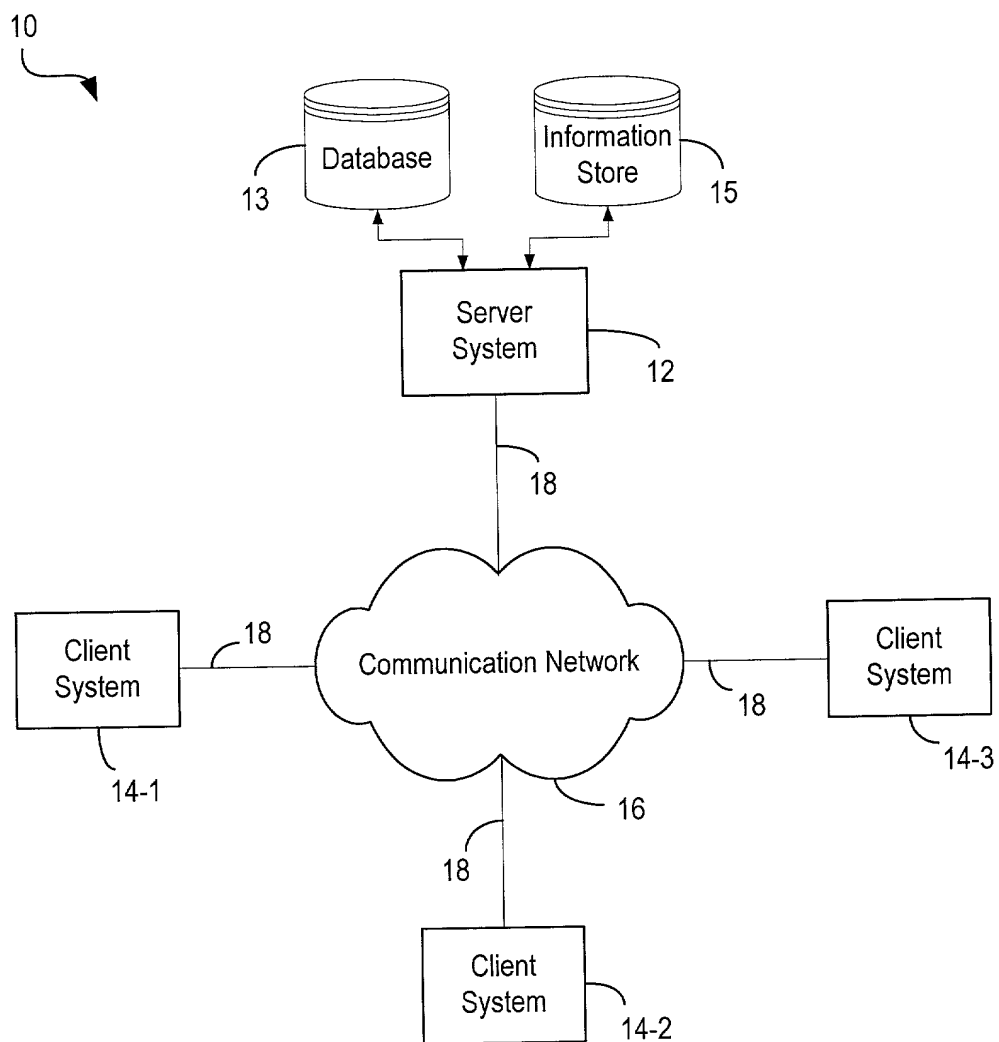 10
Database
Information
Store
13
15
Server
System
12
18
Client
System
18
Communication Network
18
Client
System
14-1
14-3
16
18
Client
System
14-2